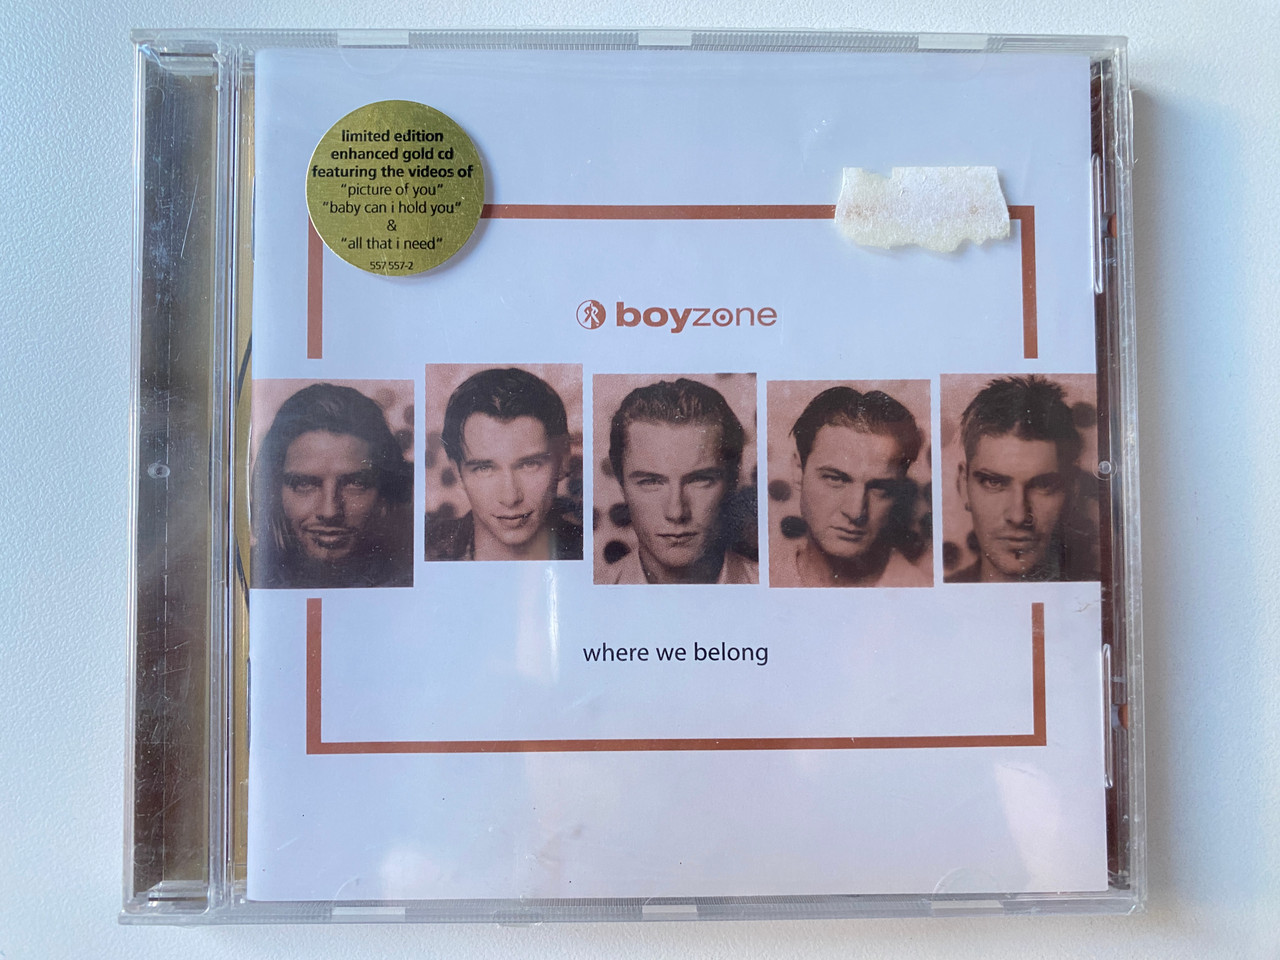 limited edition
enhanced gold cd
featuring the videos of
"picture of you"
"baby can i hold you"
&
"all that i need"
557 557-2
boyzone
where we belong